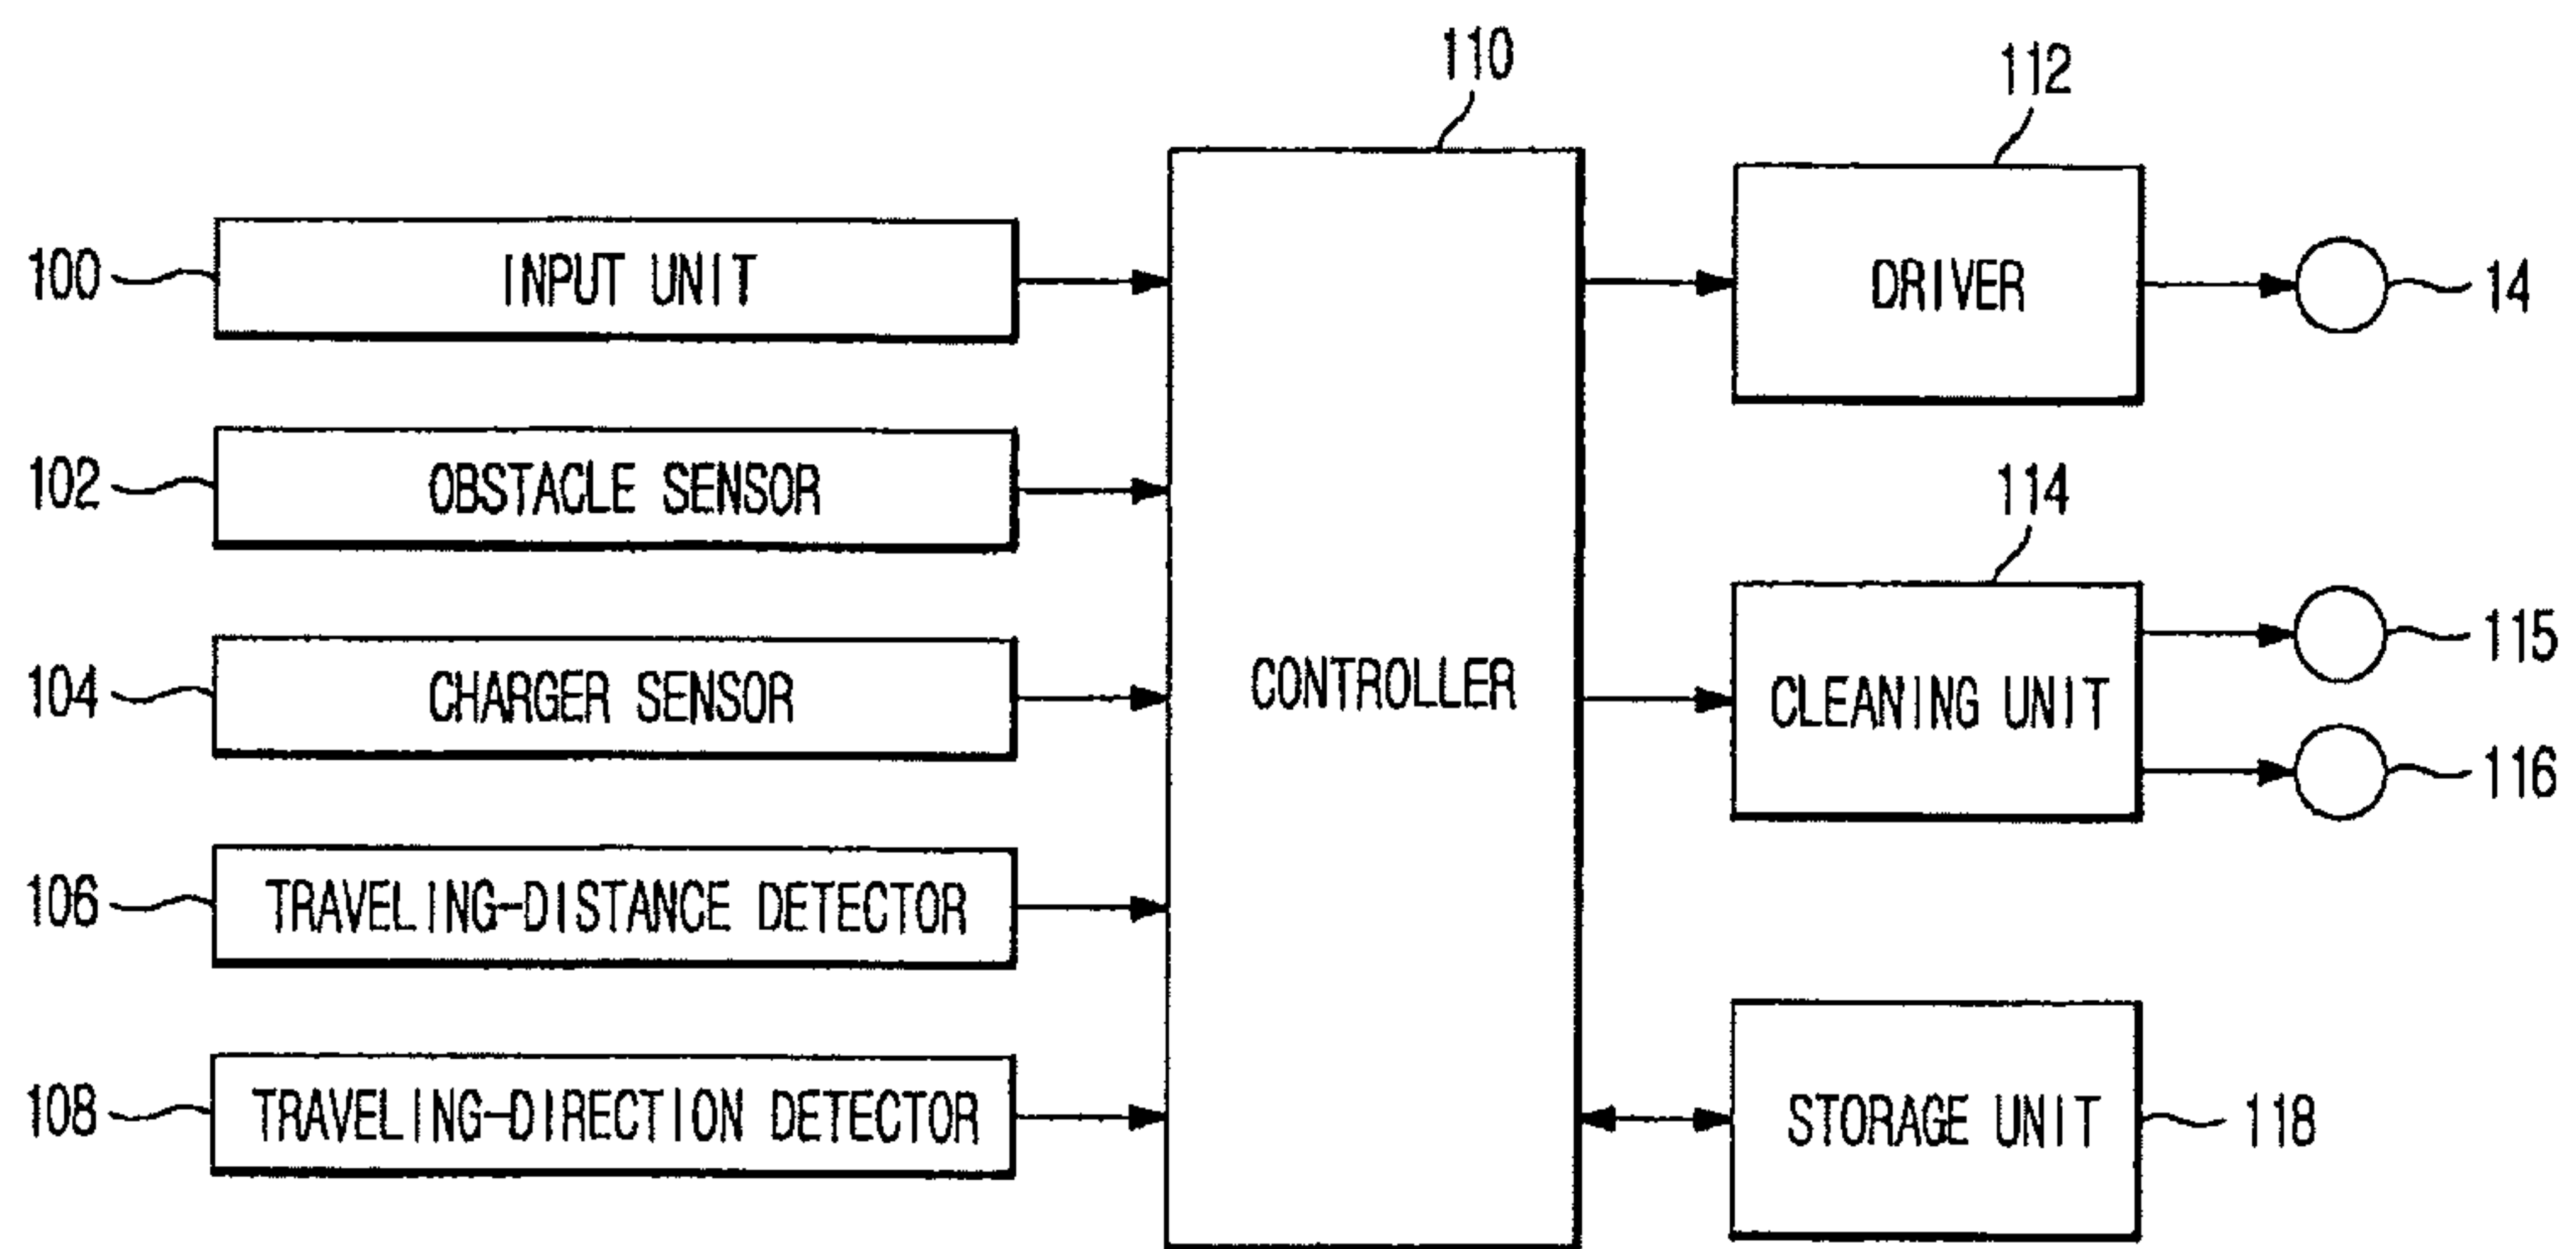 110
112
100
INPUT UNIT
DRIVER
14
102
OBSTACLE SENSOR
114
115
104
CHARGER SENSOR
CONTROLLER
CLEANING UNIT
116
106
TRAVELING-DISTANCE DETECTOR
108
TRAVELING-DIRECTION DETECTOR
STORAGE UNIT
118